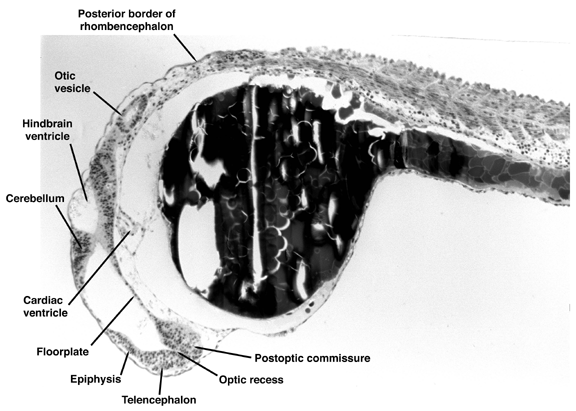 Posterior border of
rhombencephalon
Otic
vesicle
Hindbrain
ventricle
Cerebellum
Cardiac
ventricle
Floorplate
Epiphysis
Telencephalon
Optic recess
Postoptic commissure